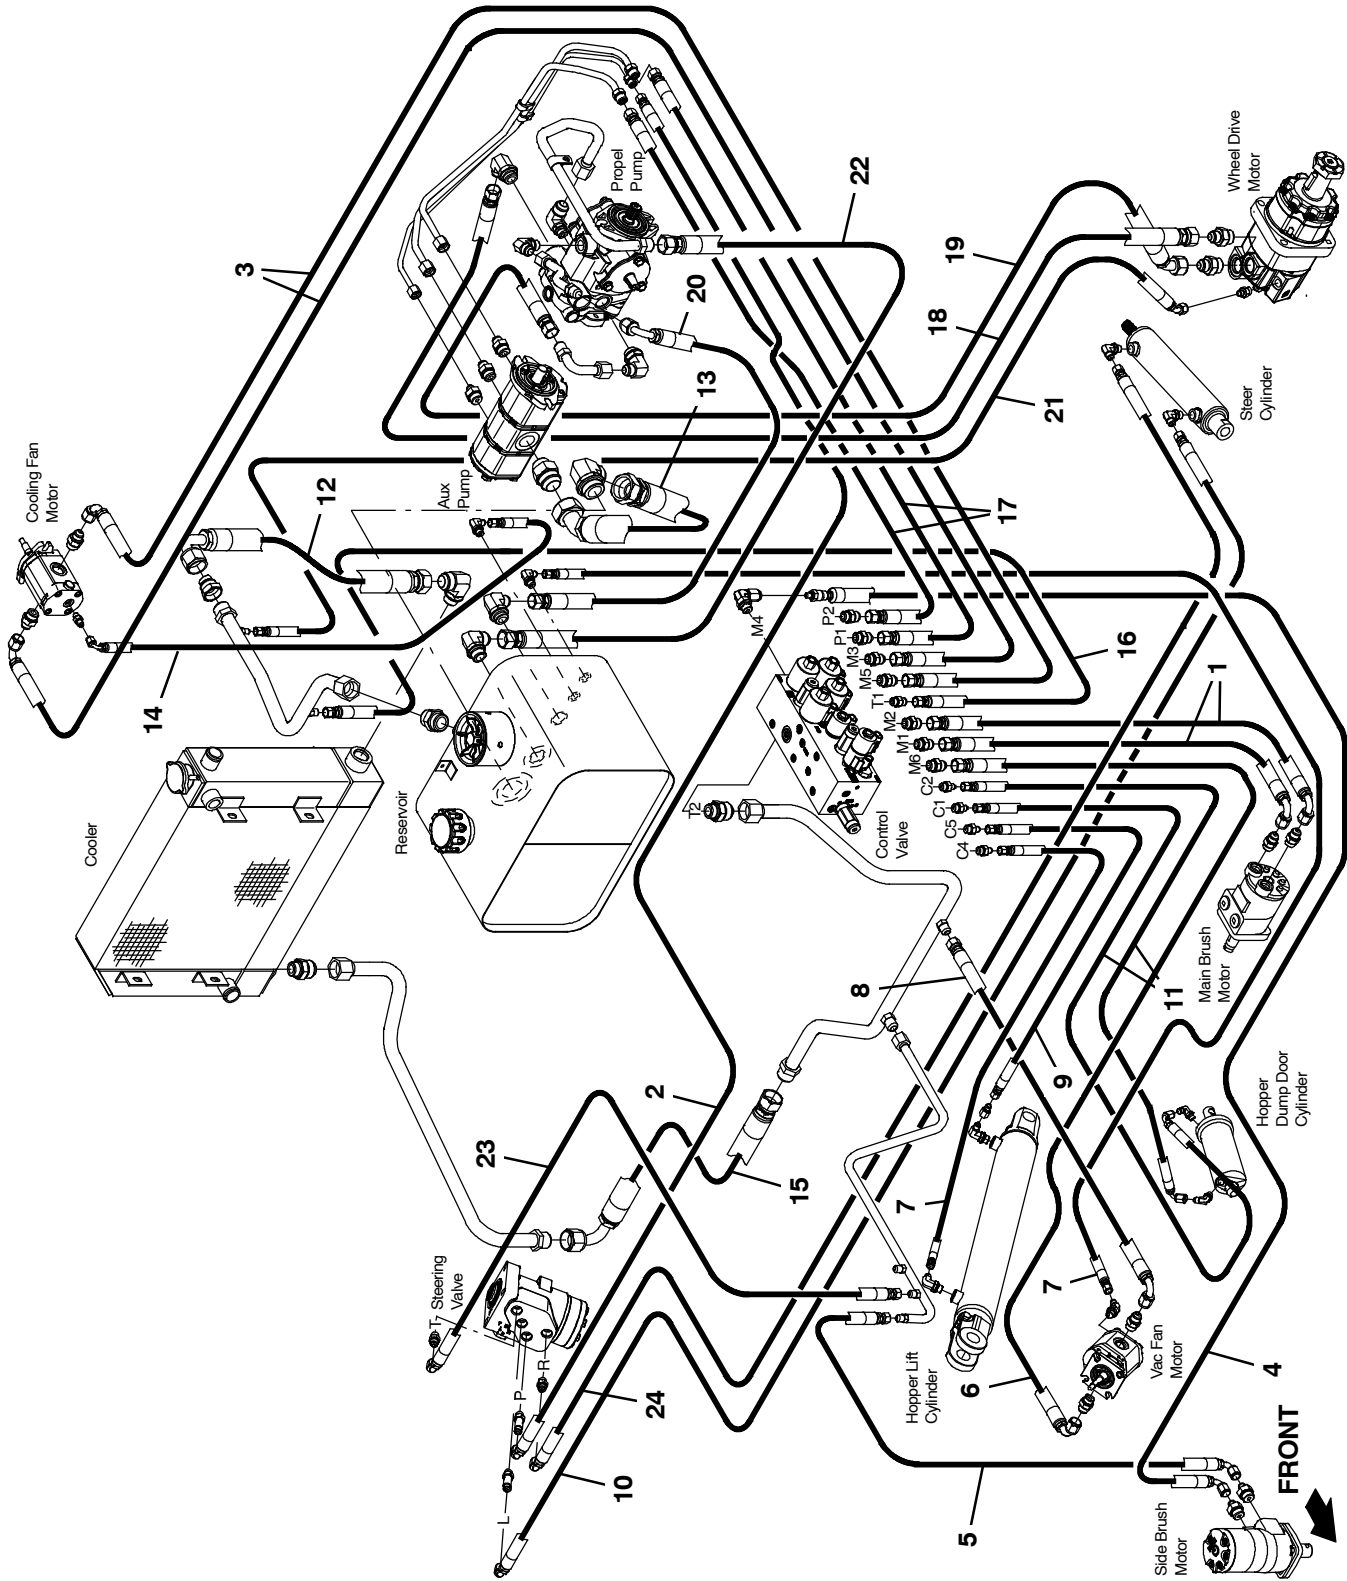 3
Cooling Fan
Motor
Propel
Pump
22
19
18
20
13
21
Wheel Drive
Motor
Steer
Cylinder
Aux
Pump
12
14
17
Cooler
Reservoir
M4
P2
P1
M3
M5
T1
M2
M1
M6
C2
C1
C5
C4
T2
Control
Valve
16
1
8
9
11
Main Brush
Motor
Hopper
Dump Door
Cylinder
2
23
15
7
T
Steering
Valve
P
R
L
24
10
Hopper Lift
Cylinder
6
7
Vac Fan
Motor
4
5
Side Brush
Motor
FRONT